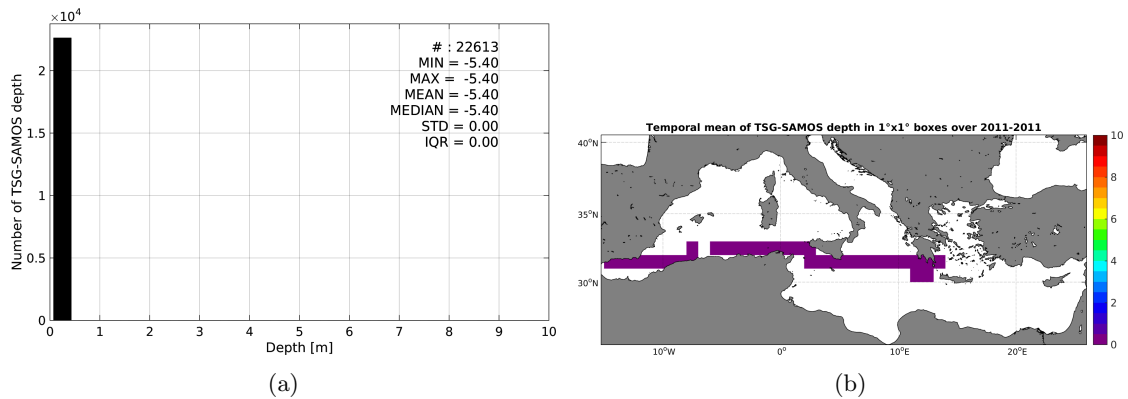 ×10⁴
2
1.5
1
0.5
0
Number of TSG-SAMOS depth
# : 22613
MIN = -5.40
MAX = -5.40
MEAN = -5.40
MEDIAN = -5.40
STD = 0.00
IQR = 0.00
0 1 2 3 4 5 6 7 8 9 10
Depth [m]
(a)
Temporal mean of TSG-SAMOS depth in 1°x1° boxes over 2011-2011
40°N
35°N
30°N
10°W 0° 10°E 20°E
10
8
6
4
2
0
(b)